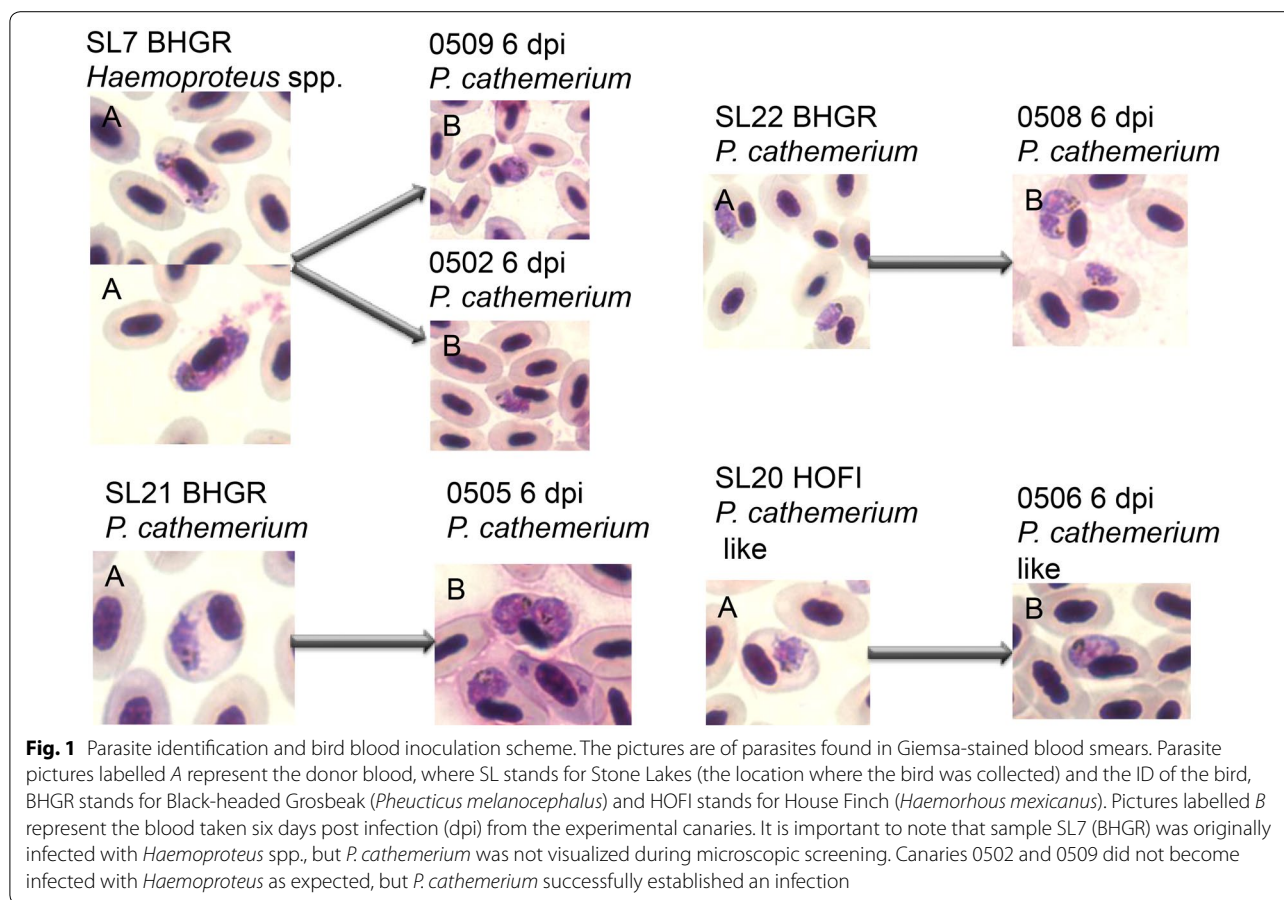 SL7 BHGR
Haemoproteus spp.
A
A
0509 6 dpi
P. cathemerium
B
0502 6 dpi
P. cathemerium
B
SL22 BHGR
P. cathemerium
A
0508 6 dpi
P. cathemerium
B
SL21 BHGR
P. cathemerium
A
0505 6 dpi
P. cathemerium
B
SL20 HOFI
P. cathemerium
like
A
0506 6 dpi
P. cathemerium
like
B
Fig. 1 Parasite identification and bird blood inoculation scheme. The pictures are of parasites found in Giemsa-stained blood smears. Parasite
pictures labelled A represent the donor blood, where SL stands for Stone Lakes (the location where the bird was collected) and the ID of the bird,
BHGR stands for Black-headed Grosbeak (Pheucticus melanocephalus) and HOFI stands for House Finch (Haemorhous mexicanus). Pictures labelled B
represent the blood taken six days post infection (dpi) from the experimental canaries. It is important to note that sample SL7 (BHGR) was originally
infected with Haemoproteus spp., but P. cathemerium was not visualized during microscopic screening. Canaries 0502 and 0509 did not become
infected with Haemoproteus as expected, but P. cathemerium successfully established an infection